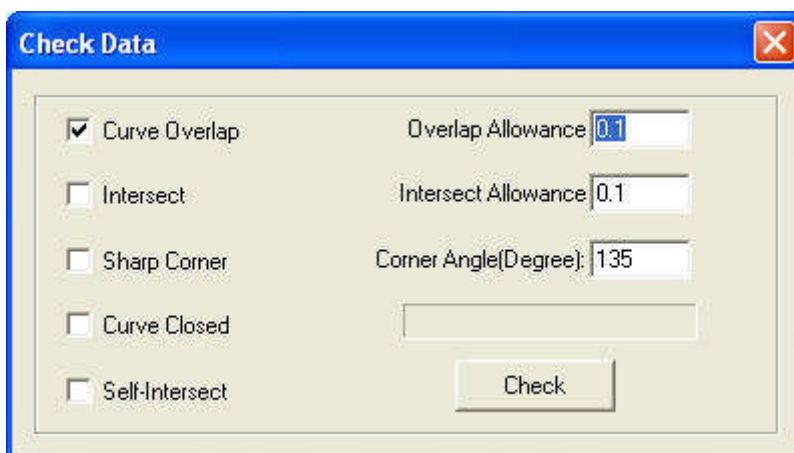 Check Data
Curve Overlap
Overlap Allowance 0.1
Intersect
Intersect Allowance 0.1
Sharp Corner
Corner Angle(Degree): 135
Curve Closed
Self-Intersect
Check